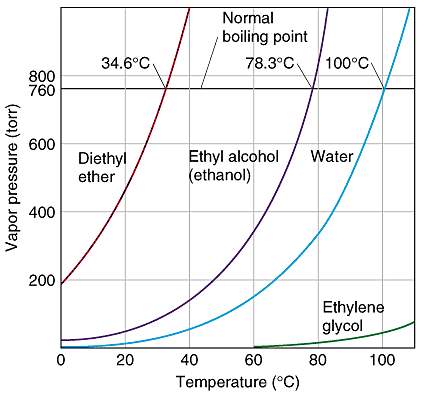 Normal
boiling point
34.6°C
78.3°C
100°C
800
760
600
400
200
Vapor pressure (torr)
Diethyl
ether
Ethyl alcohol
(ethanol)
Water
Ethylene
glycol
0
20
40
60
80
100
Temperature (°C)